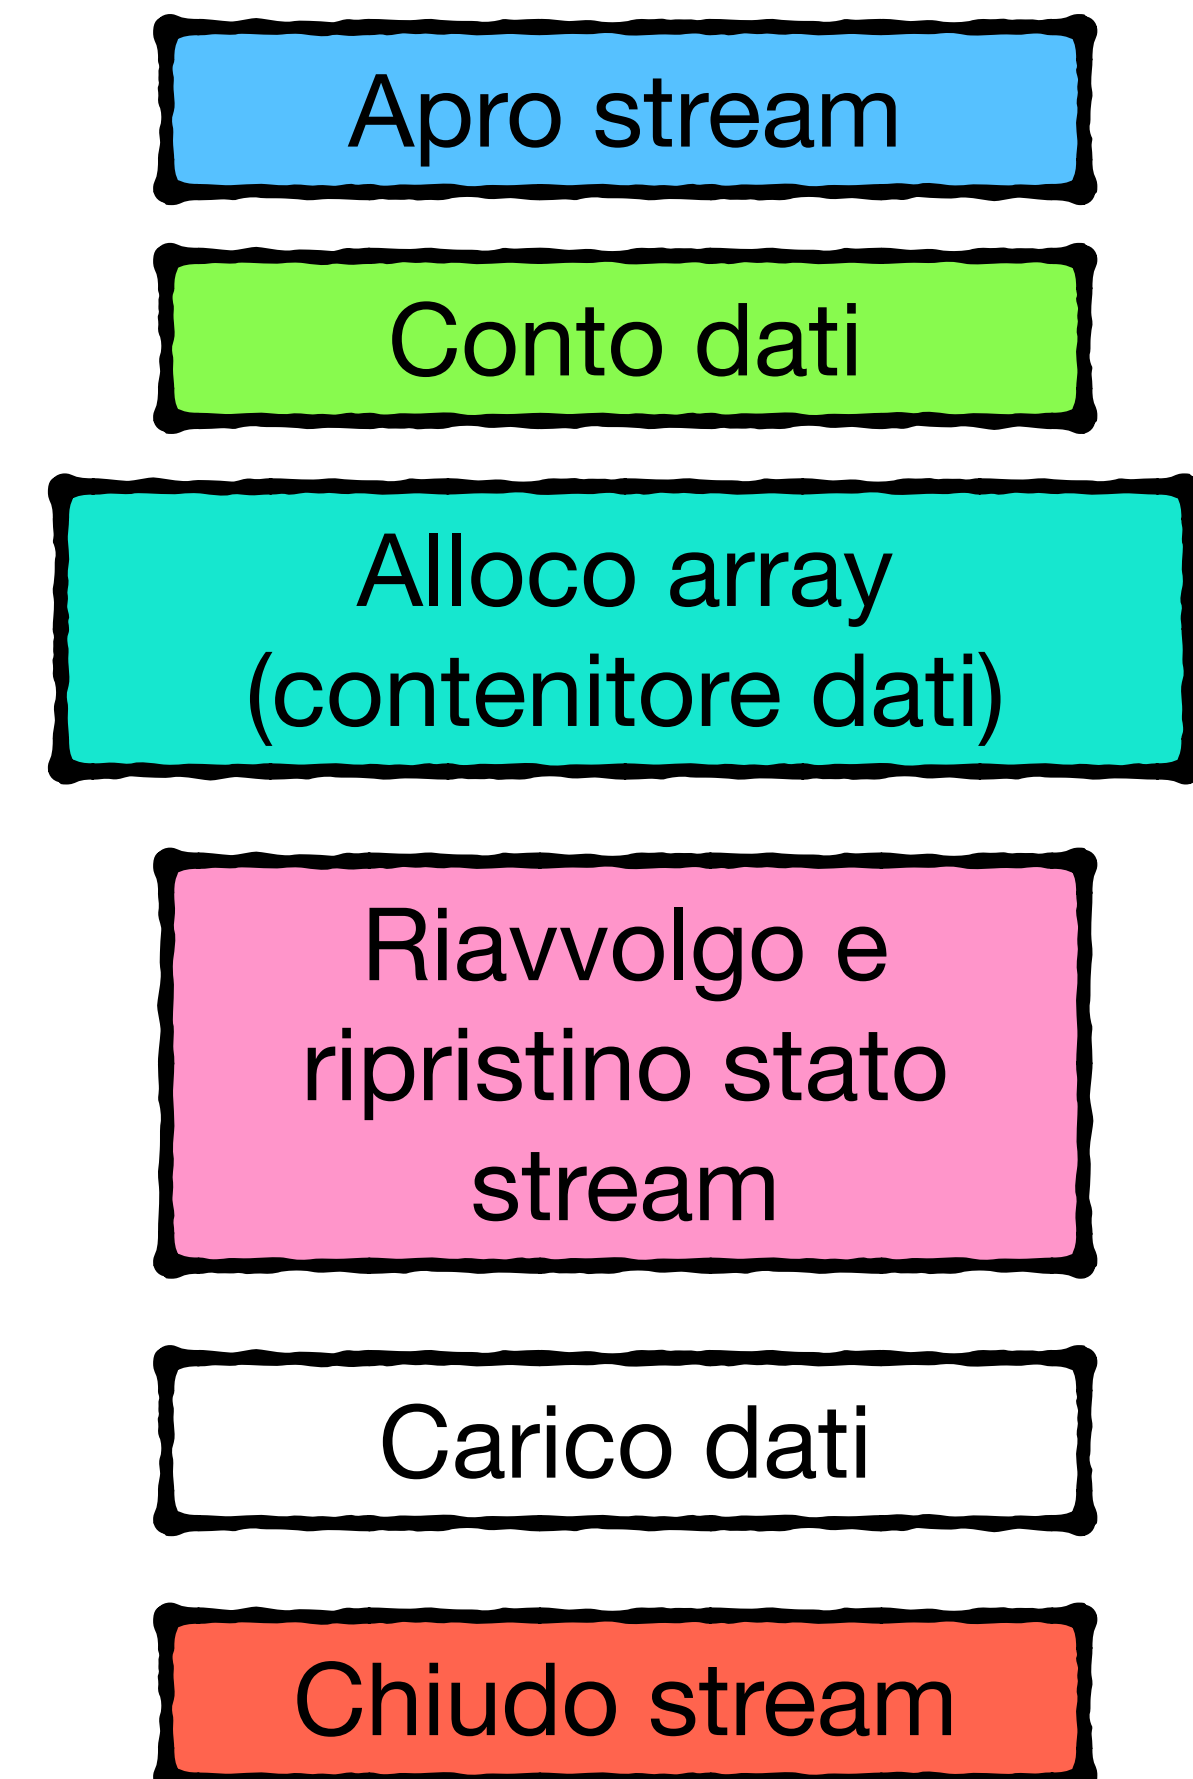 Apro stream
Conto dati
Alloco array
(contenitore dati)
Riavvolgo e
ripristino stato
stream
Carico dati
Chiudo stream